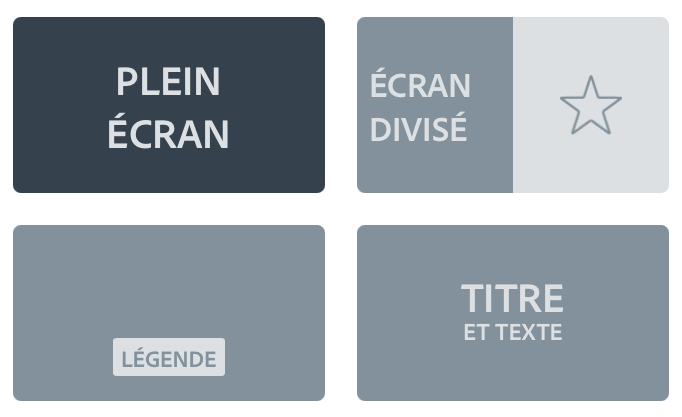 PLEIN
ÉCRAN
ÉCRAN
DIVISÉ
LÉGENDE
TITRE
ET TEXTE